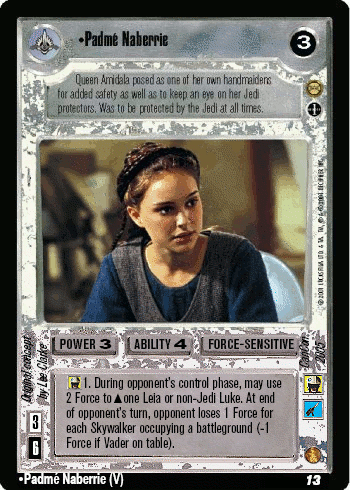 •Padmé Naberrie
3
Queen Amidala posed as one of her own handmaidens
for added safety as well as to keep an eye on her Jedi
protectors. Was to be protected by the Jedi at all times.
POWER 3
ABILITY 4
FORCE-SENSITIVE
1. During opponent's control phase, may use
2 Force to ▲one Leia or non-Jedi Luke. At end
of opponent's turn, opponent loses 1 Force for
each Skywalker occupying a battleground (-1
Force if Vader on table).
3
6
by Lee Clarke
•Padmé Naberrie (V)
13